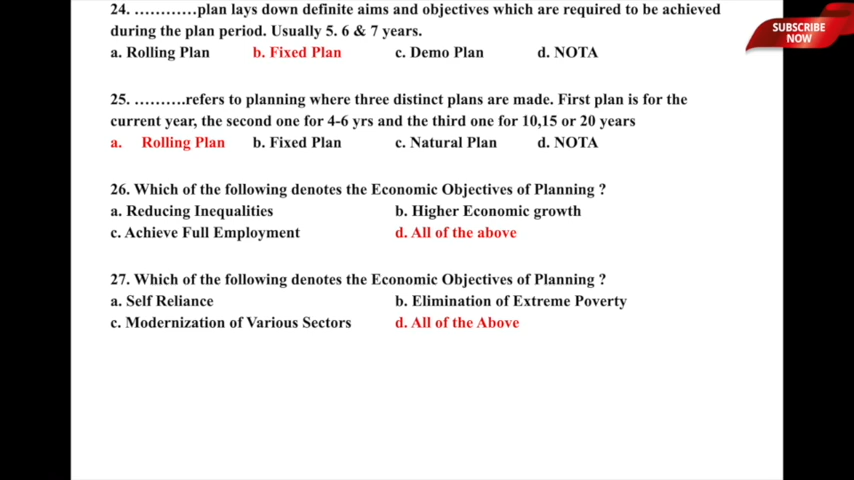 24. …………plan lays down definite aims and objectives which are required to be achieved
during the plan period. Usually 5. 6 & 7 years.
a. Rolling Plan b. Fixed Plan c. Demo Plan d. NOTA
SUBSCRIBE
NOW
25. ……….refers to planning where three distinct plans are made. First plan is for the
current year, the second one for 4-6 yrs and the third one for 10,15 or 20 years
a. Rolling Plan b. Fixed Plan c. Natural Plan d. NOTA
26. Which of the following denotes the Economic Objectives of Planning ?
a. Reducing Inequalities b. Higher Economic growth
c. Achieve Full Employment d. All of the above
27. Which of the following denotes the Economic Objectives of Planning ?
a. Self Reliance b. Elimination of Extreme Poverty
c. Modernization of Various Sectors d. All of the Above